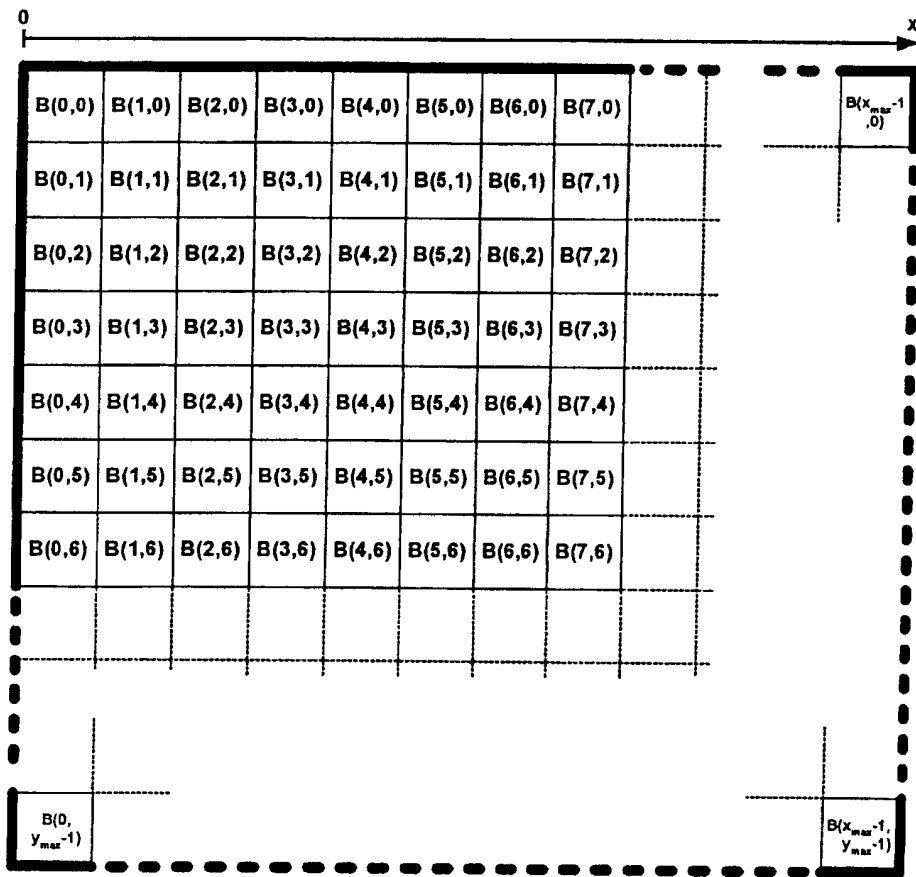 0
x
B(0,0) B(1,0) B(2,0) B(3,0) B(4,0) B(5,0) B(6,0) B(7,0) B(xmax-1
,0)
B(0,1) B(1,1) B(2,1) B(3,1) B(4,1) B(5,1) B(6,1) B(7,1)
B(0,2) B(1,2) B(2,2) B(3,2) B(4,2) B(5,2) B(6,2) B(7,2)
B(0,3) B(1,3) B(2,3) B(3,3) B(4,3) B(5,3) B(6,3) B(7,3)
B(0,4) B(1,4) B(2,4) B(3,4) B(4,4) B(5,4) B(6,4) B(7,4)
B(0,5) B(1,5) B(2,5) B(3,5) B(4,5) B(5,5) B(6,5) B(7,5)
B(0,6) B(1,6) B(2,6) B(3,6) B(4,6) B(5,6) B(6,6) B(7,6)
B(0,
ymax-1)
B(xmax-1,
ymax-1)